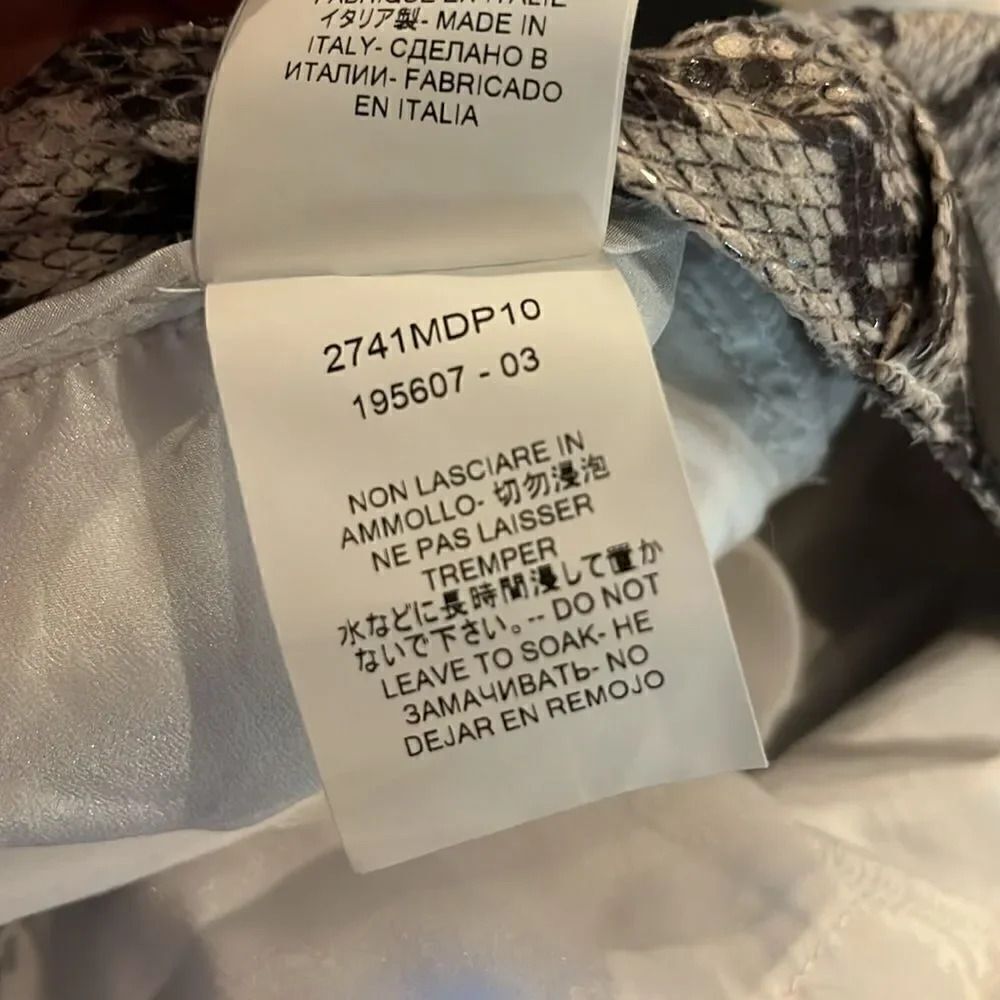 FABRIQUE EN ITALIE
イタリア製- MADE IN
ITALY- СДЕЛАНО В
ИТАЛИИ- FABRICADO
EN ITALIA
2741MDP10
195607 - 03
NON LASCIARE IN
AMMOLLO- 切勿浸泡
NE PAS LAISSER
TREMPER
水などに長時間浸して置か
ないで下さい。-- DO NOT
LEAVE TO SOAK- НЕ
ЗАМАЧИВАТЬ- NO
DEJAR EN REMOJO